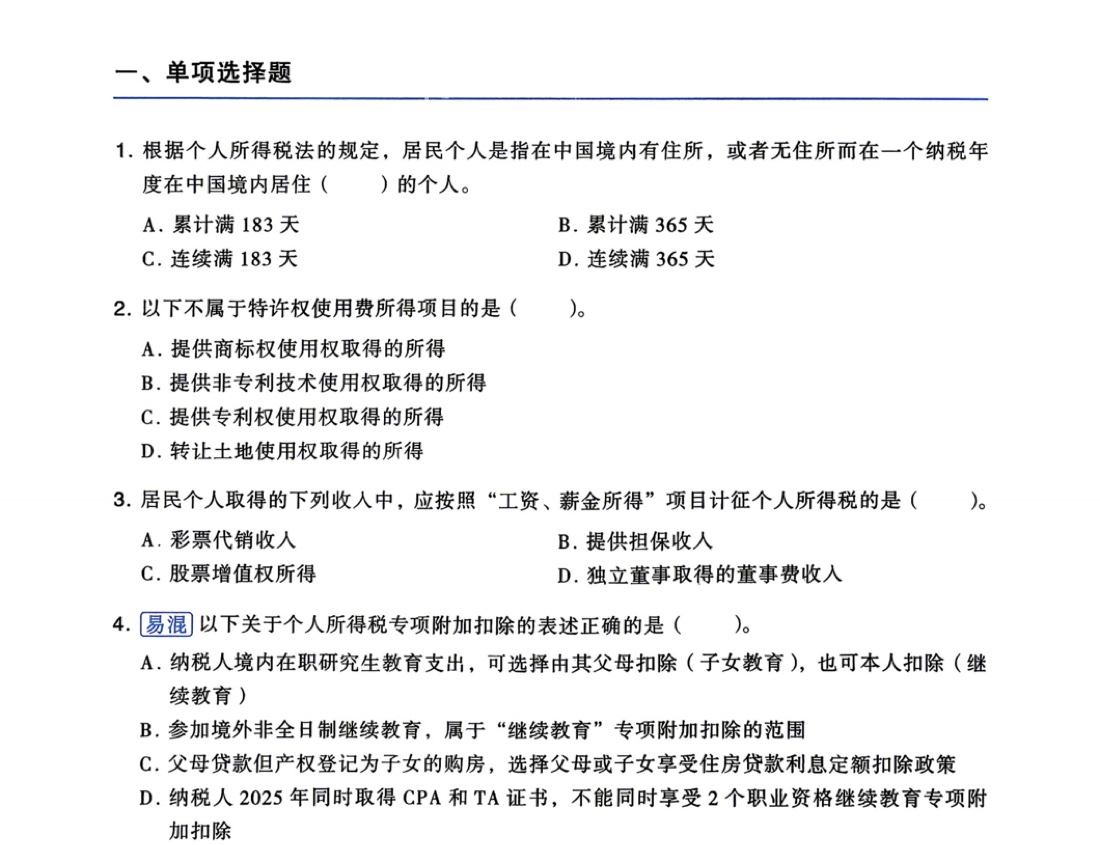 一、单项选择题
1. 根据个人所得税法的规定，居民个人是指在中国境内有住所，或者无住所而在一个纳税年
度在中国境内居住（　　）的个人。
A. 累计满 183 天　　B. 累计满 365 天
C. 连续满 183 天　　D. 连续满 365 天
2. 以下不属于特许权使用费所得项目的是（　　）。
A. 提供商标权使用权取得的所得
B. 提供非专利技术使用权取得的所得
C. 提供专利权使用权取得的所得
D. 转让土地使用权取得的所得
3. 居民个人取得的下列收入中，应按照“工资、薪金所得”项目计征个人所得税的是（　　）。
A. 彩票代销收入　　B. 提供担保收入
C. 股票增值权所得　　D. 独立董事取得的董事费收入
4. 易混 以下关于个人所得税专项附加扣除的表述正确的是（　　）。
A. 纳税人境内在职研究生教育支出，可选择由其父母扣除（子女教育），也可本人扣除（继
续教育）
B. 参加境外非全日制继续教育，属于“继续教育”专项附加扣除的范围
C. 父母贷款但产权登记为子女的购房，选择父母或子女享受住房贷款利息定额扣除政策
D. 纳税人 2025 年同时取得 CPA 和 TA 证书，不能同时享受 2 个职业资格继续教育专项附
加扣除